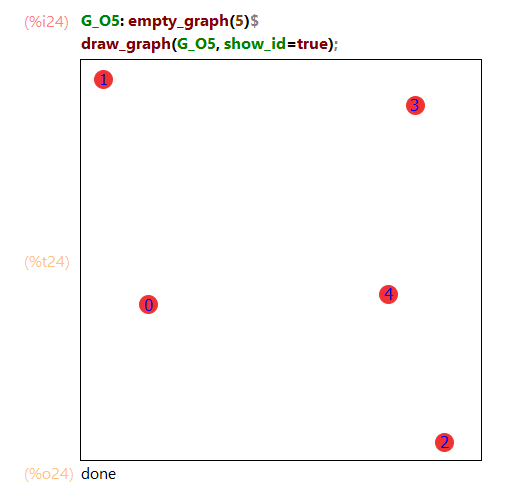 (%i24) G_O5: empty_graph(5)$
draw_graph(G_O5, show_id=true);
1
3
(%t24)
4
0
2
(%o24) done